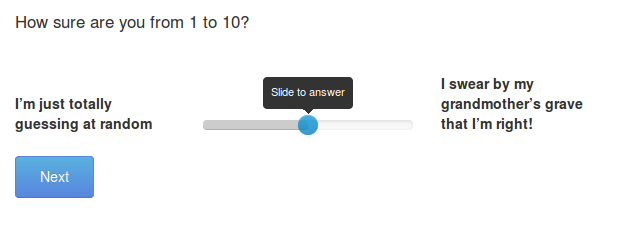 How sure are you from 1 to 10?
I'm just totally
guessing at random
Slide to answer
I swear by my
grandmother's grave
that I'm right!
Next